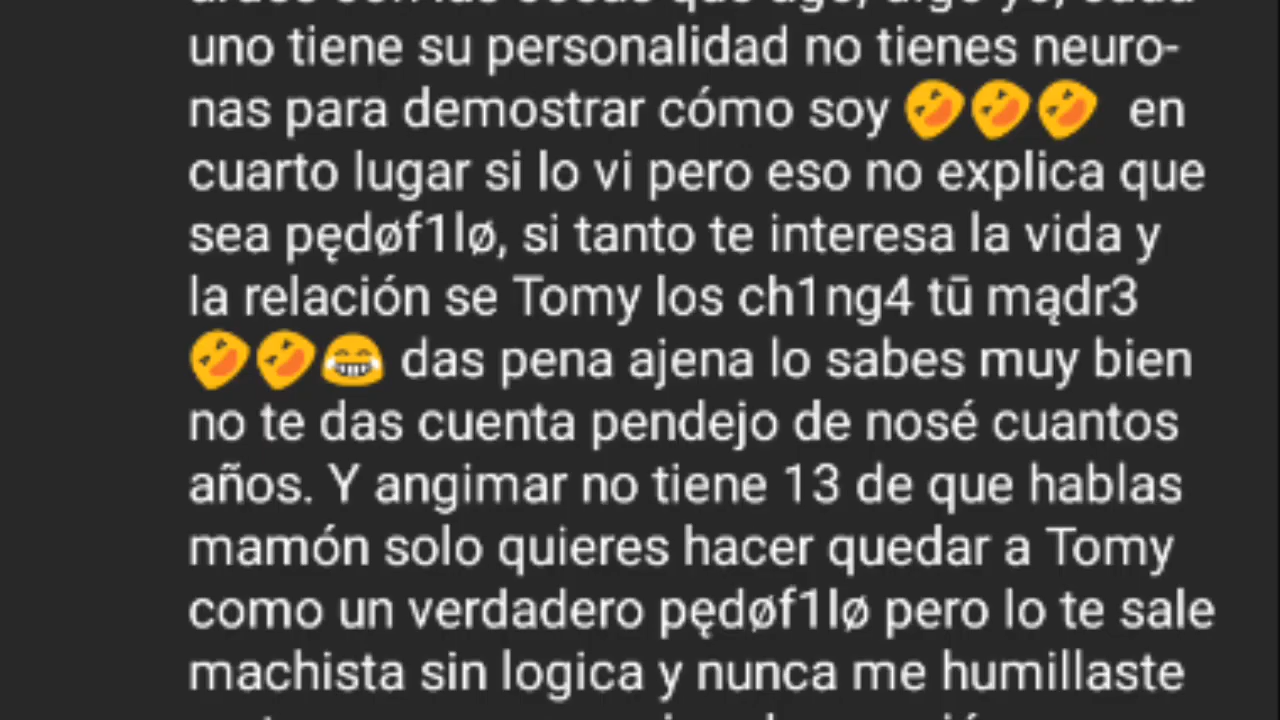 uno tiene su personalidad no tienes neuro-
nas para demostrar cómo soy 🤣🤣🤣 en
cuarto lugar si lo vi pero eso no explica que
sea pędøf1lø, si tanto te interesa la vida y
la relación se Tomy los ch1ng4 tū mądr3
🤣🤣😂 das pena ajena lo sabes muy bien
no te das cuenta pendejo de nosé cuantos
años. Y angimar no tiene 13 de que hablas
mamón solo quieres hacer quedar a Tomy
como un verdadero pędøf1lø pero lo te sale
machista sin logica y nunca me humillaste